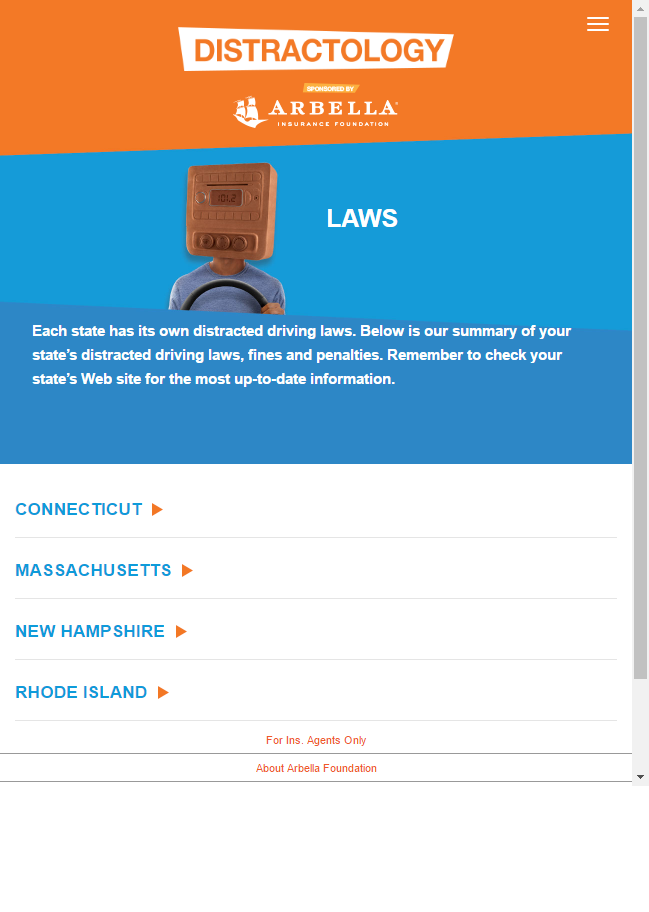 DISTRACTOLOGY
SPONSORED BY
ARBELLA
INSURANCE FOUNDATION
101.2
LAWS
Each state has its own distracted driving laws. Below is our summary of your
state’s distracted driving laws, fines and penalties. Remember to check your
state’s Web site for the most up-to-date information.
CONNECTICUT
MASSACHUSETTS
NEW HAMPSHIRE
RHODE ISLAND
For Ins. Agents Only
About Arbella Foundation